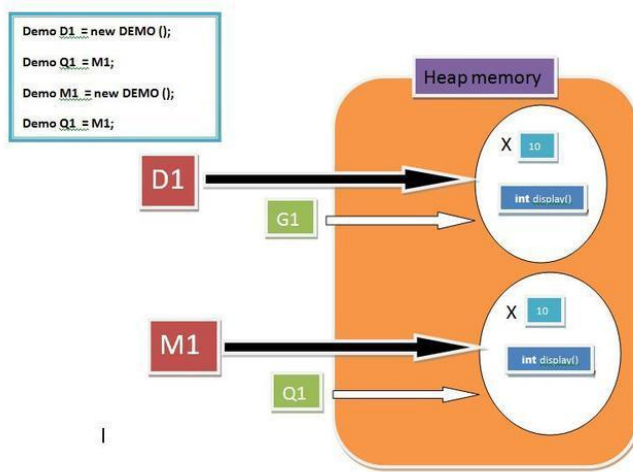 Demo D1 = new DEMO ();
Demo Q1 = M1;
Demo M1 = new DEMO ();
Demo Q1 = M1;
Heap memory
X 10
D1
int display()
G1
X 10
M1
int display()
Q1